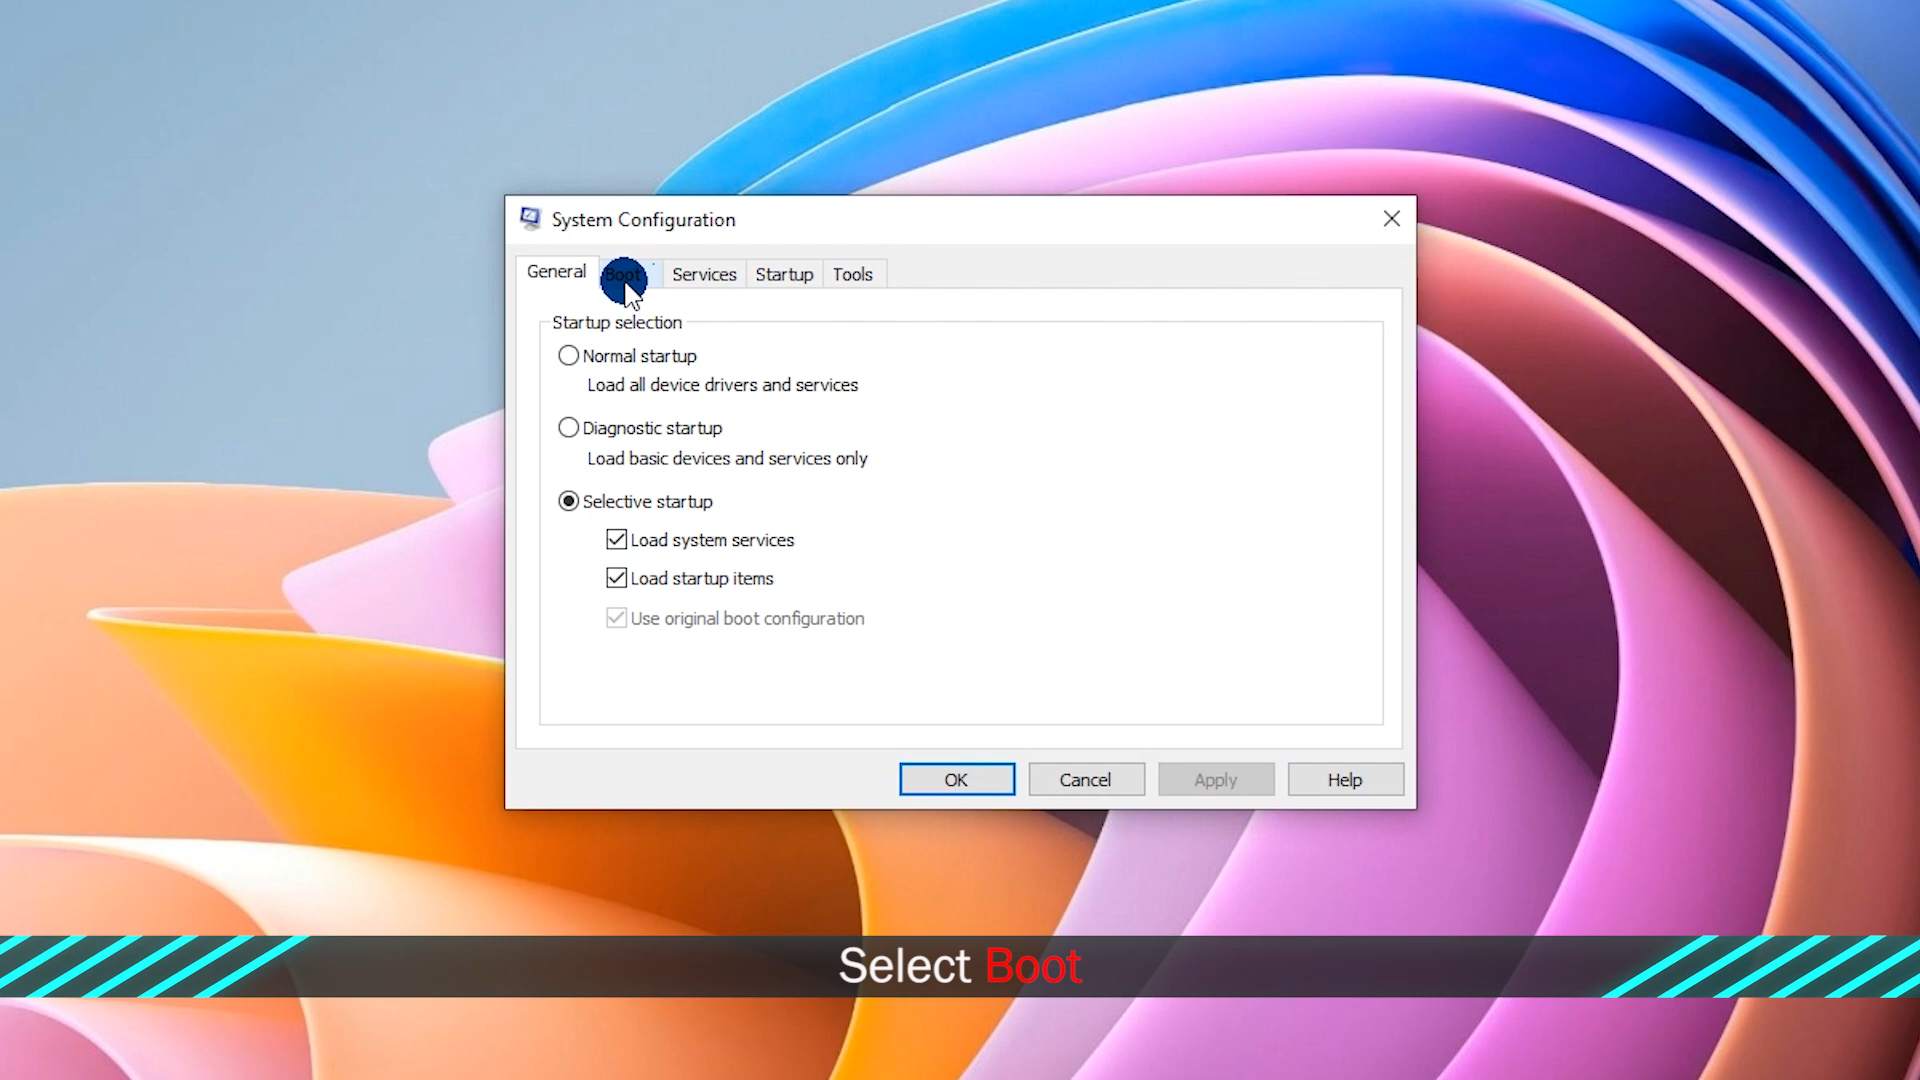 System Configuration
General Boot Services Startup Tools
Startup selection
Normal startup
Load all device drivers and services
Diagnostic startup
Load basic devices and services only
Selective startup
Load system services
Load startup items
Use original boot configuration
OK Cancel Apply Help
Select Boot